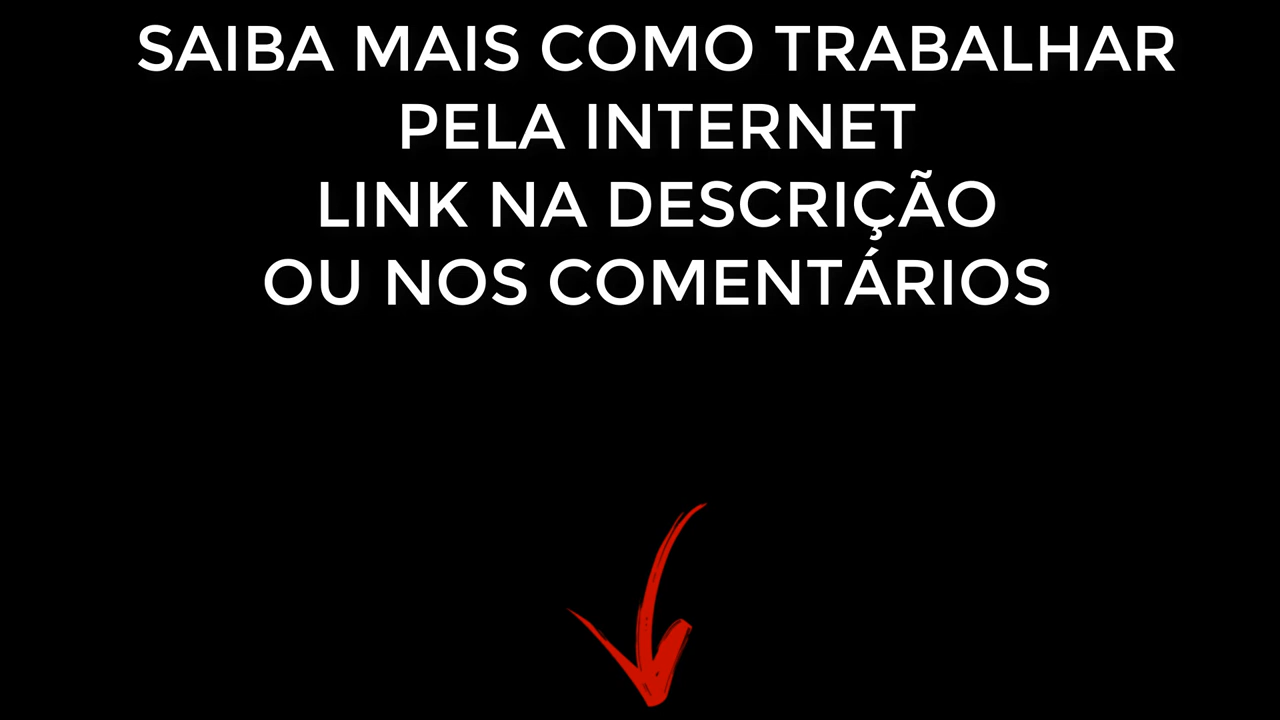 SAIBA MAIS COMO TRABALHAR
PELA INTERNET
LINK NA DESCRIÇÃO
OU NOS COMENTÁRIOS